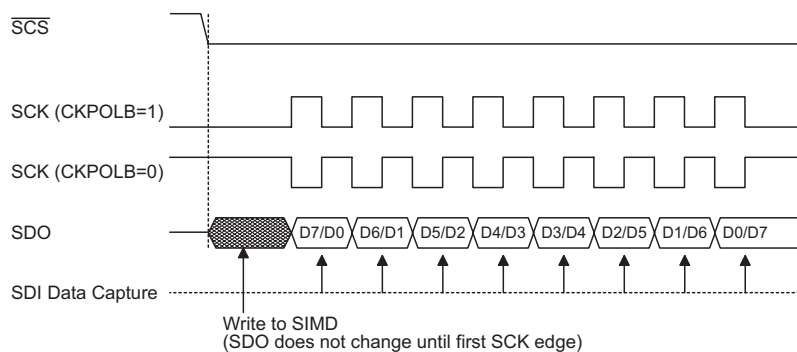 SCS
SCK (CKPOLB=1)
SCK (CKPOLB=0)
SDO D7/D0 D6/D1 D5/D2 D4/D3 D3/D4 D2/D5 D1/D6 D0/D7
SDI Data Capture
Write to SIMD
(SDO does not change until first SCK edge)